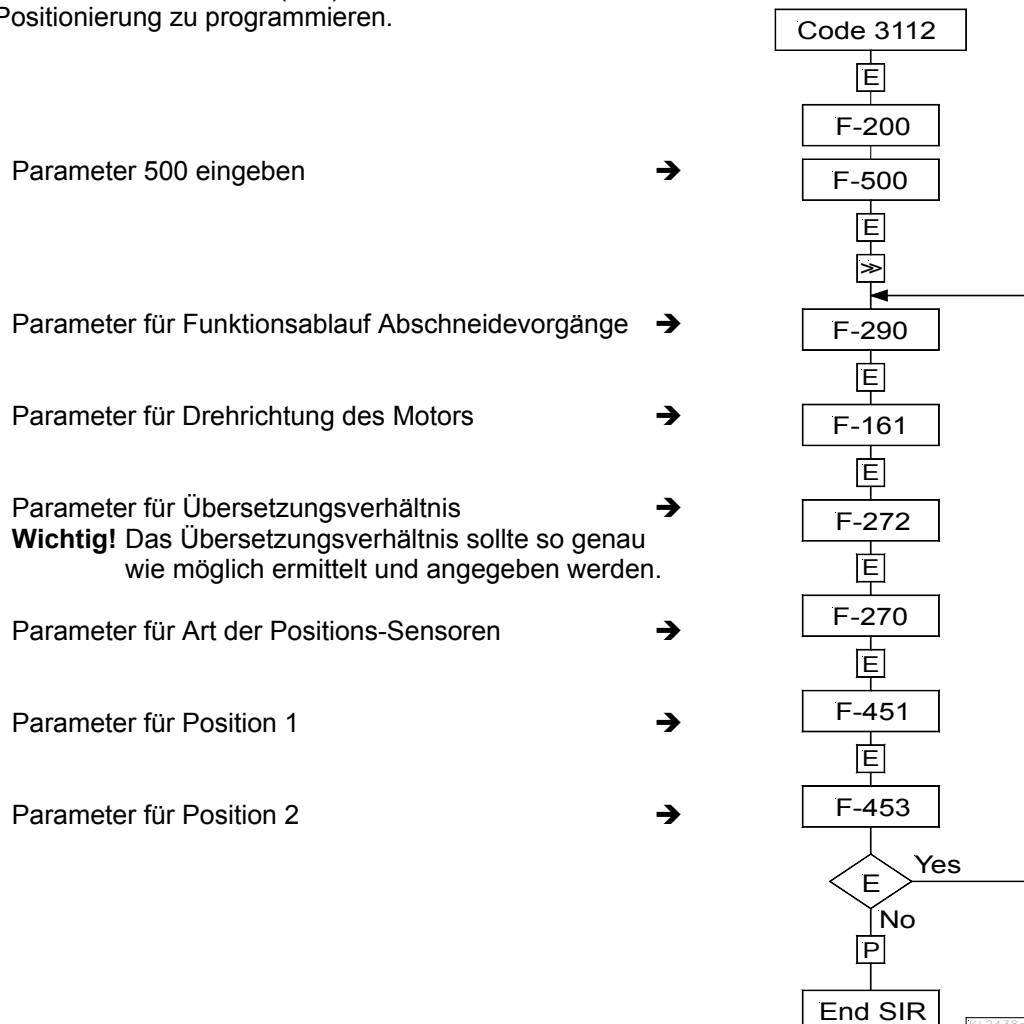 Positionierung zu programmieren.
Code 3112
E
F-200
Parameter 500 eingeben ➔
F-500
E
≫
Parameter für Funktionsablauf Abschneidevorgänge ➔
F-290
E
Parameter für Drehrichtung des Motors ➔
F-161
E
Parameter für Übersetzungsverhältnis ➔
F-272
Wichtig! Das Übersetzungsverhältnis sollte so genau
wie möglich ermittelt und angegeben werden.
E
F-270
Parameter für Art der Positions-Sensoren ➔
E
F-451
Parameter für Position 1 ➔
E
F-453
Parameter für Position 2 ➔
Yes
E
No
P
End SIR